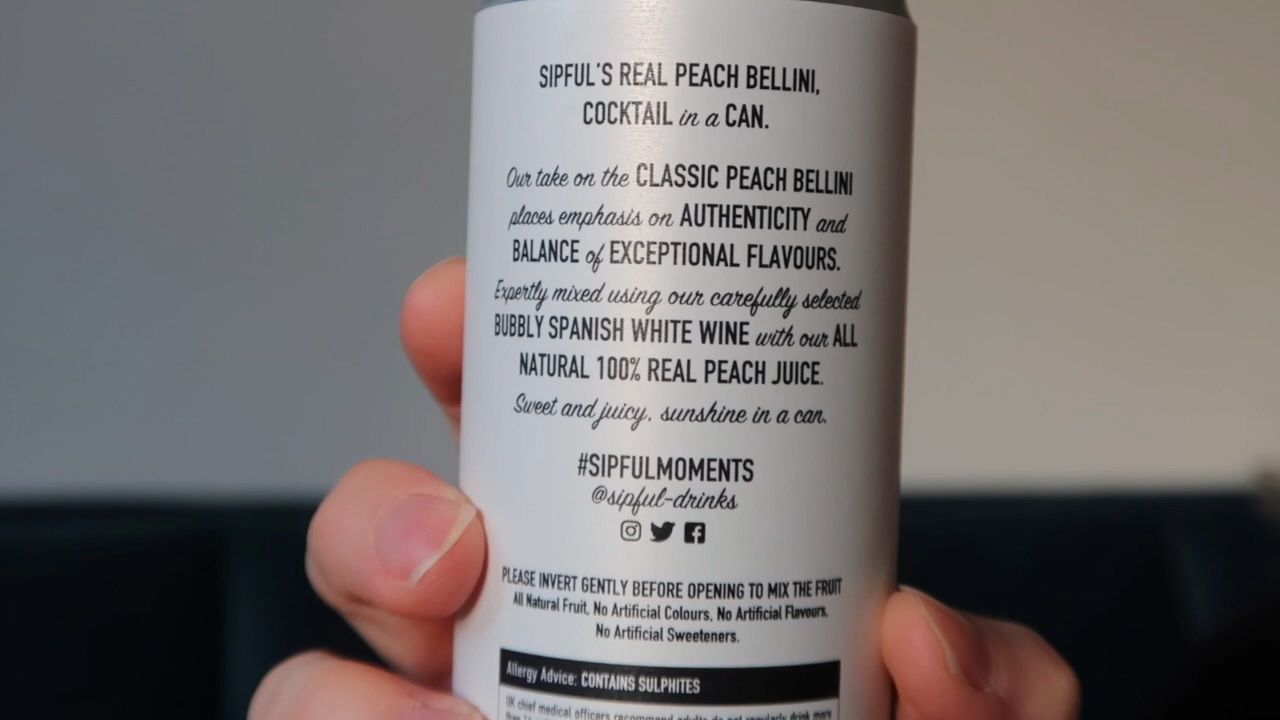 SIPFUL'S REAL PEACH BELLINI,
COCKTAIL in a CAN.
Our take on the CLASSIC PEACH BELLINI
places emphasis on AUTHENTICITY and
BALANCE of EXCEPTIONAL FLAVOURS.
Expertly mixed using our carefully selected
BUBBLY SPANISH WHITE WINE with our ALL
NATURAL 100% REAL PEACH JUICE.
Sweet and juicy, sunshine in a can.
#SIPFULMOMENTS
@sipful-drinks
PLEASE INVERT GENTLY BEFORE OPENING TO MIX THE FRUIT
All Natural Fruit, No Artificial Colours, No Artificial Flavours,
No Artificial Sweeteners.
Allergy Advice: CONTAINS SULPHITES
UK chief medical officers recommend adults do not regularly drink more